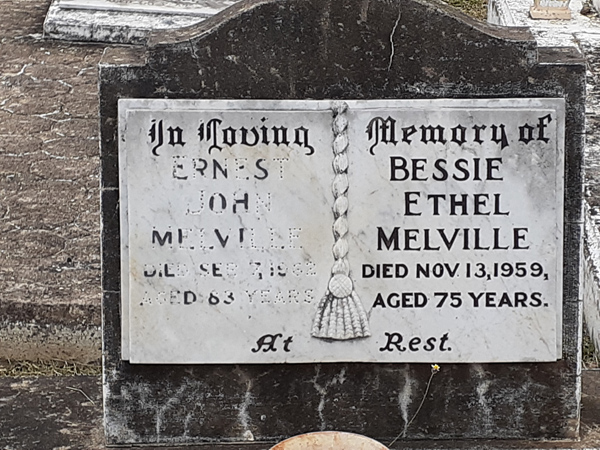 In Loving
ERNEST
JOHN
MELVILLE
DIED SEP
AGED 83 YEARS
Memory of
BESSIE
ETHEL
MELVILLE
DIED NOV. 13, 1959,
AGED 75 YEARS.
At Rest.